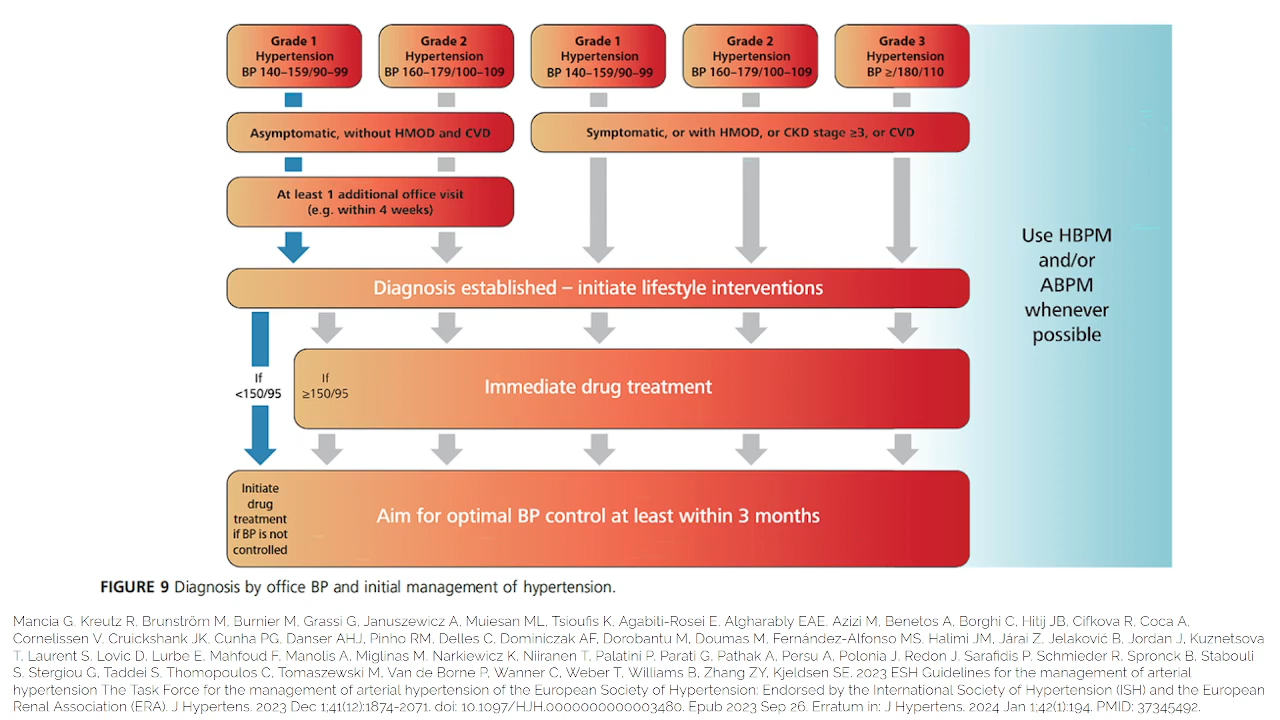 Grade 1
Hypertension
BP 140–159/90–99
Grade 2
Hypertension
BP 160–179/100–109
Grade 1
Hypertension
BP 140–159/90–99
Grade 2
Hypertension
BP 160–179/100–109
Grade 3
Hypertension
BP ≥/180/110
Asymptomatic, without HMOD and CVD
Symptomatic, or with HMOD, or CKD stage ≥3, or CVD
At least 1 additional office visit
(e.g. within 4 weeks)
Use HBPM
and/or
ABPM
whenever
possible
Diagnosis established – initiate lifestyle interventions
If
<150/95
If
≥150/95
Immediate drug treatment
Initiate
drug
treatment
if BP is not
controlled
Aim for optimal BP control at least within 3 months
FIGURE 9 Diagnosis by office BP and initial management of hypertension.
Mancia G, Kreutz R, Brunström M, Burnier M, Grassi G, Januszewicz A, Muiesan ML, Tsioufis K, Agabiti-Rosei E, Algharably EAE, Azizi M, Benetos A, Borghi C, Hitij JB, Cifkova R, Coca A,
Cornelissen V, Cruickshank JK, Cunha PG, Danser AHJ, Pinho RM, Delles C, Dominiczak AF, Dorobantu M, Doumas M, Fernández-Alfonso MS, Halimi JM, Járai Z, Jelaković B, Jordan J, Kuznetsova
T, Laurent S, Lovic D, Lurbe E, Mahfoud F, Manolis A, Miglinas M, Narkiewicz K, Niiranen T, Palatini P, Parati G, Pathak A, Persu A, Polonia J, Redon J, Sarafidis P, Schmieder R, Spronck B, Stabouli
S, Stergiou G, Taddei S, Thomopoulos C, Tomaszewski M, Van de Borne P, Wanner C, Weber T, Williams B, Zhang ZY, Kjeldsen SE. 2023 ESH Guidelines for the management of arterial
hypertension The Task Force for the management of arterial hypertension of the European Society of Hypertension: Endorsed by the International Society of Hypertension (ISH) and the European
Renal Association (ERA). J Hypertens. 2023 Dec 1;41(12):1874-2071. doi: 10.1097/HJH.0000000000003480. Epub 2023 Sep 26. Erratum in: J Hypertens. 2024 Jan 1;42(1):194. PMID: 37345492.